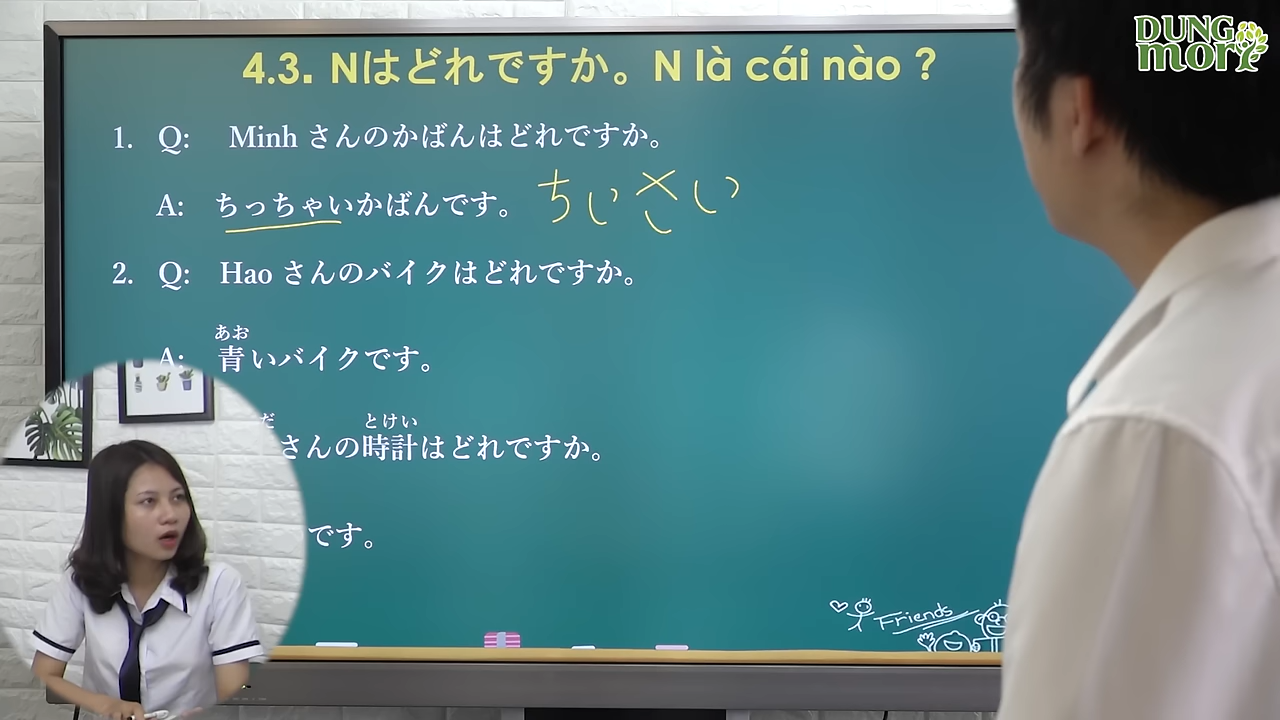 DUNG
mori
4.3. Nはどれですか。N là cái nào ?
1. Q: Minh さんのかばんはどれですか。
A: ちっちゃいかばんです。 ちいさい
2. Q: Hao さんのバイクはどれですか。
あお
A: 青いバイクです。
だ とけい
さんの時計はどれですか。
です。
Friends